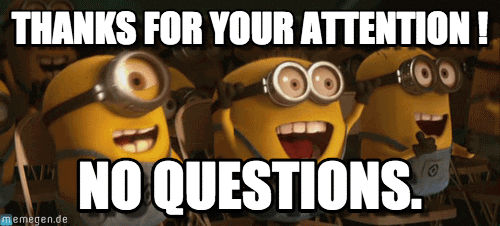 THANKS FOR YOUR ATTENTION !
NO QUESTIONS.
memegen.de